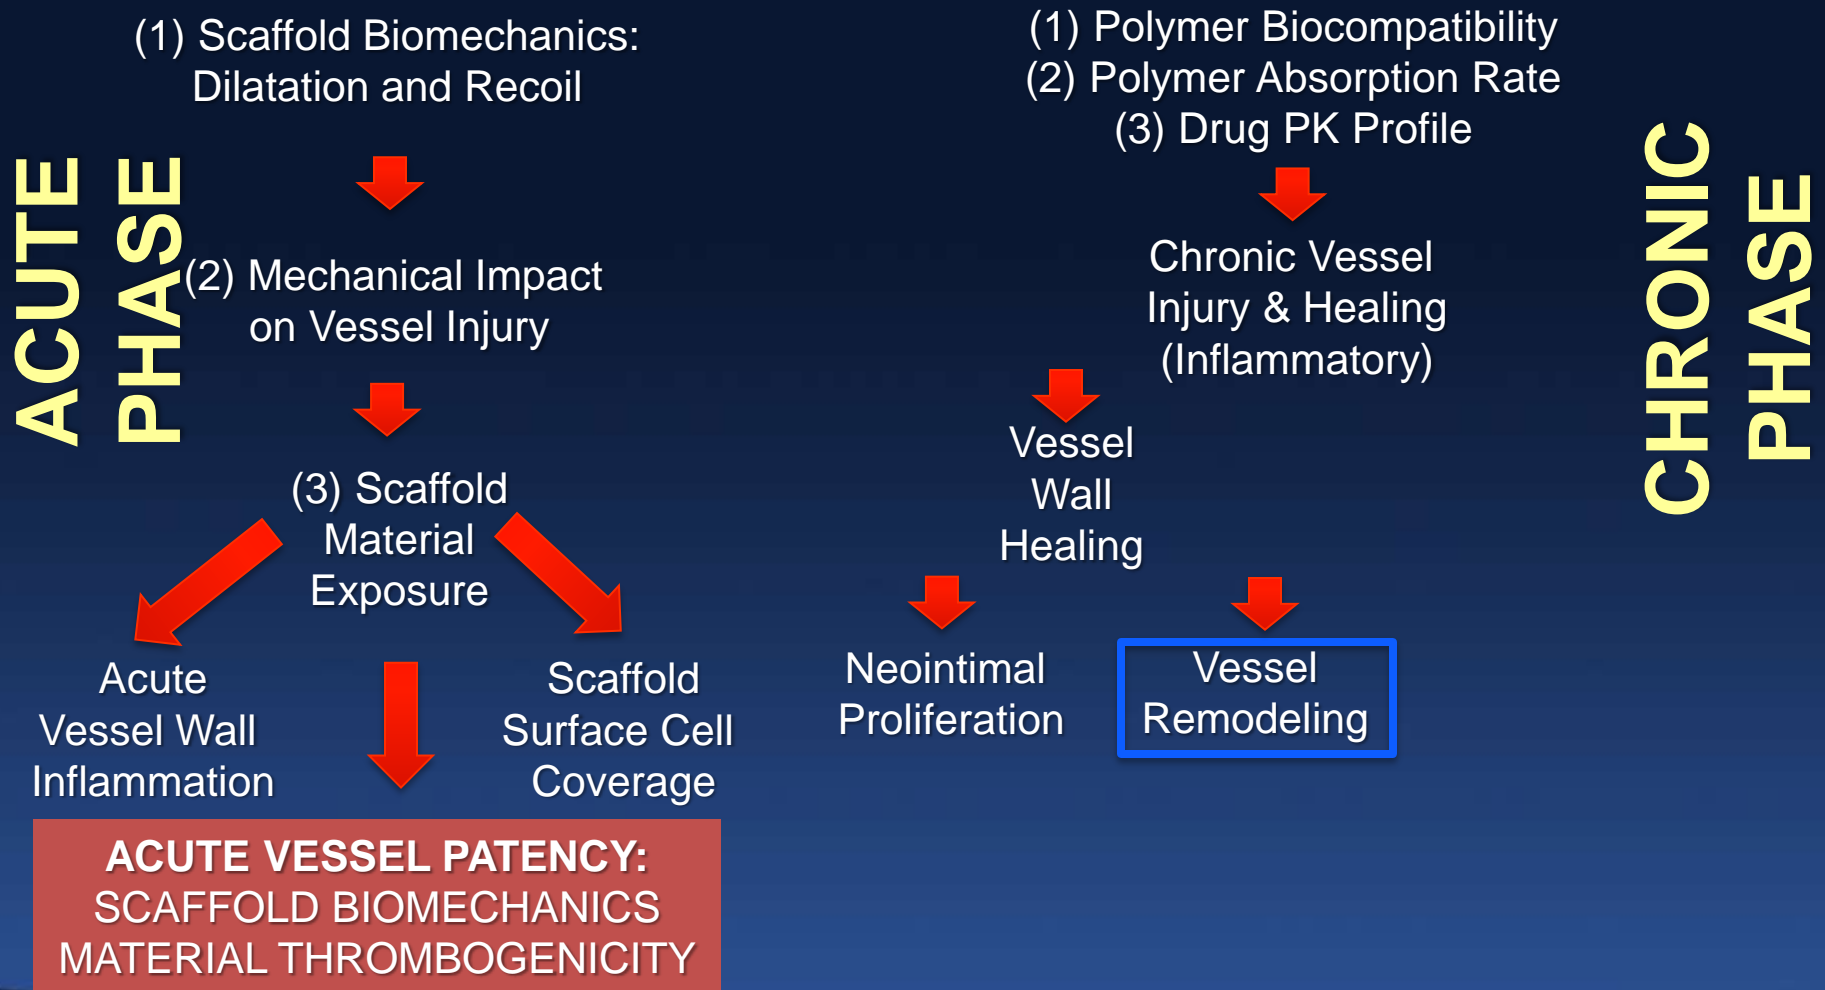 ACUTE
PHASE
(1) Scaffold Biomechanics:
Dilatation and Recoil
(2) Mechanical Impact
on Vessel Injury
(3) Scaffold
Material
Exposure
Acute
Vessel Wall
Inflammation
Scaffold
Surface Cell
Coverage
ACUTE VESSEL PATENCY:
SCAFFOLD BIOMECHANICS
MATERIAL THROMBOGENICITY
(1) Polymer Biocompatibility
(2) Polymer Absorption Rate
(3) Drug PK Profile
Chronic Vessel
Injury & Healing
(Inflammatory)
Vessel
Wall
Healing
Neointimal
Proliferation
Vessel
Remodeling
CHRONIC
PHASE